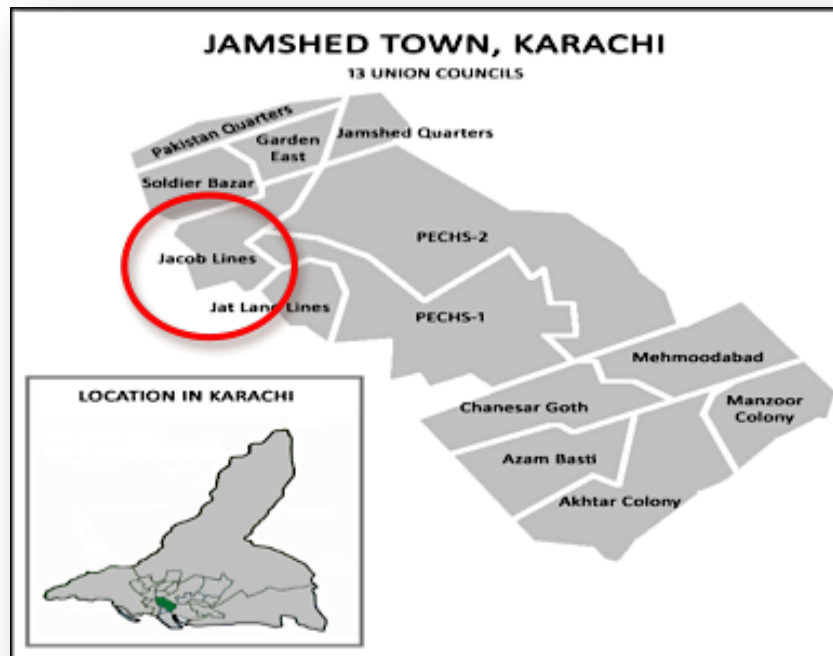 JAMSHED TOWN, KARACHI
13 UNION COUNCILS
Pakistan Quarters
Garden
East
Jamshed Quarters
Soldier Bazar
PECHS-2
Jacob Lines
Jat Land Lines
PECHS-1
Mehmoodabad
Chanesar Goth
Manzoor
Colony
Azam Basti
Akhtar Colony
LOCATION IN KARACHI